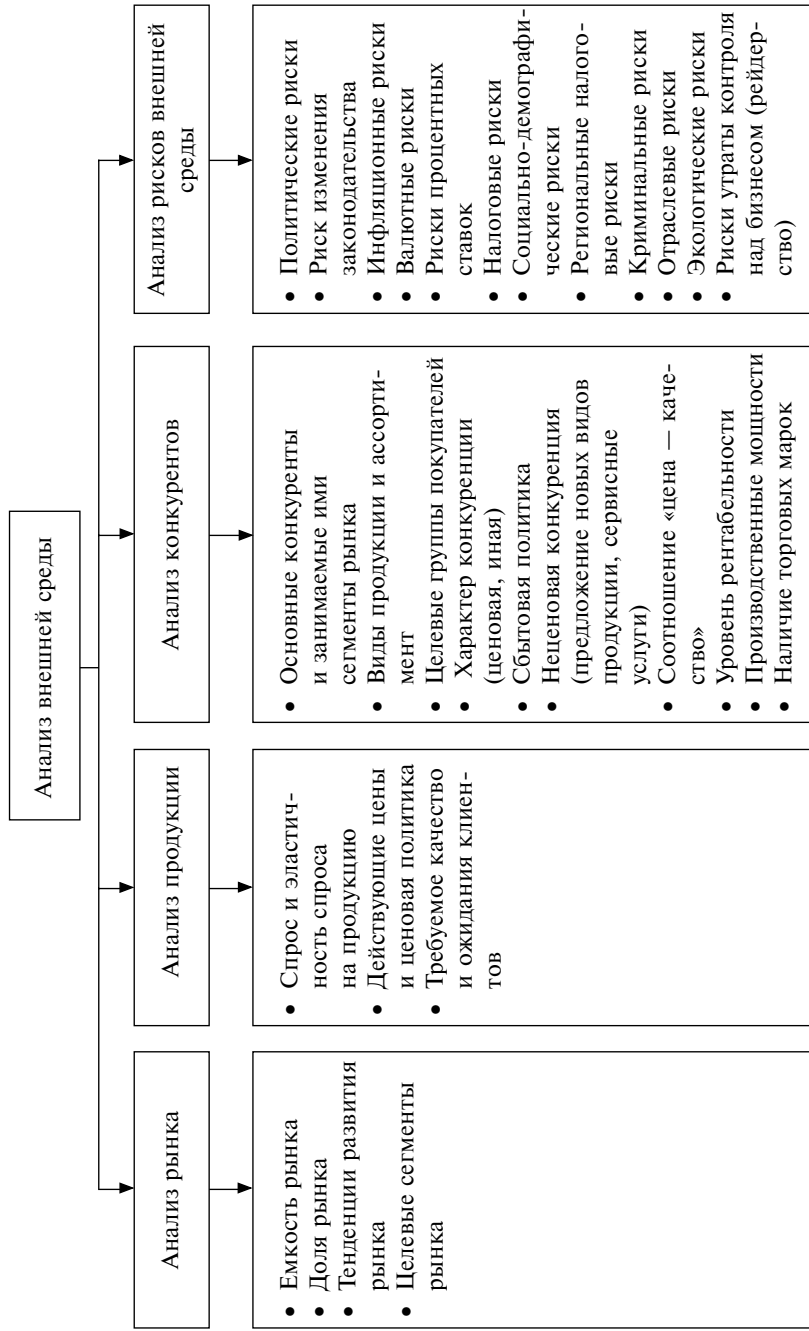 Анализ внешней среды
Анализ рынка
• Емкость рынка
• Доля рынка
• Тенденции развития
рынка
• Целевые сегменты
рынка
Анализ продукции
• Спрос и эластич-
ность спроса
на продукцию
• Действующие цены
и ценовая политика
• Требуемое качество
и ожидания клиен-
тов
Анализ конкурентов
• Основные конкуренты
и занимаемые ими
сегменты рынка
• Виды продукции и ассорти-
мент
• Целевые группы покупателей
• Характер конкуренции
(ценовая, иная)
• Сбытовая политика
• Неценовая конкуренция
(предложение новых видов
продукции, сервисные
услуги)
• Соотношение «цена — каче-
ство»
• Уровень рентабельности
• Производственные мощности
• Наличие торговых марок
Анализ рисков внешней
среды
• Политические риски
• Риск изменения
законодательства
• Инфляционные риски
• Валютные риски
• Риски процентных
ставок
• Налоговые риски
• Социально-демографи-
ческие риски
• Региональные налого-
вые риски
• Криминальные риски
• Отраслевые риски
• Экологические риски
• Риски утраты контроля
над бизнесом (рейдер-
ство)